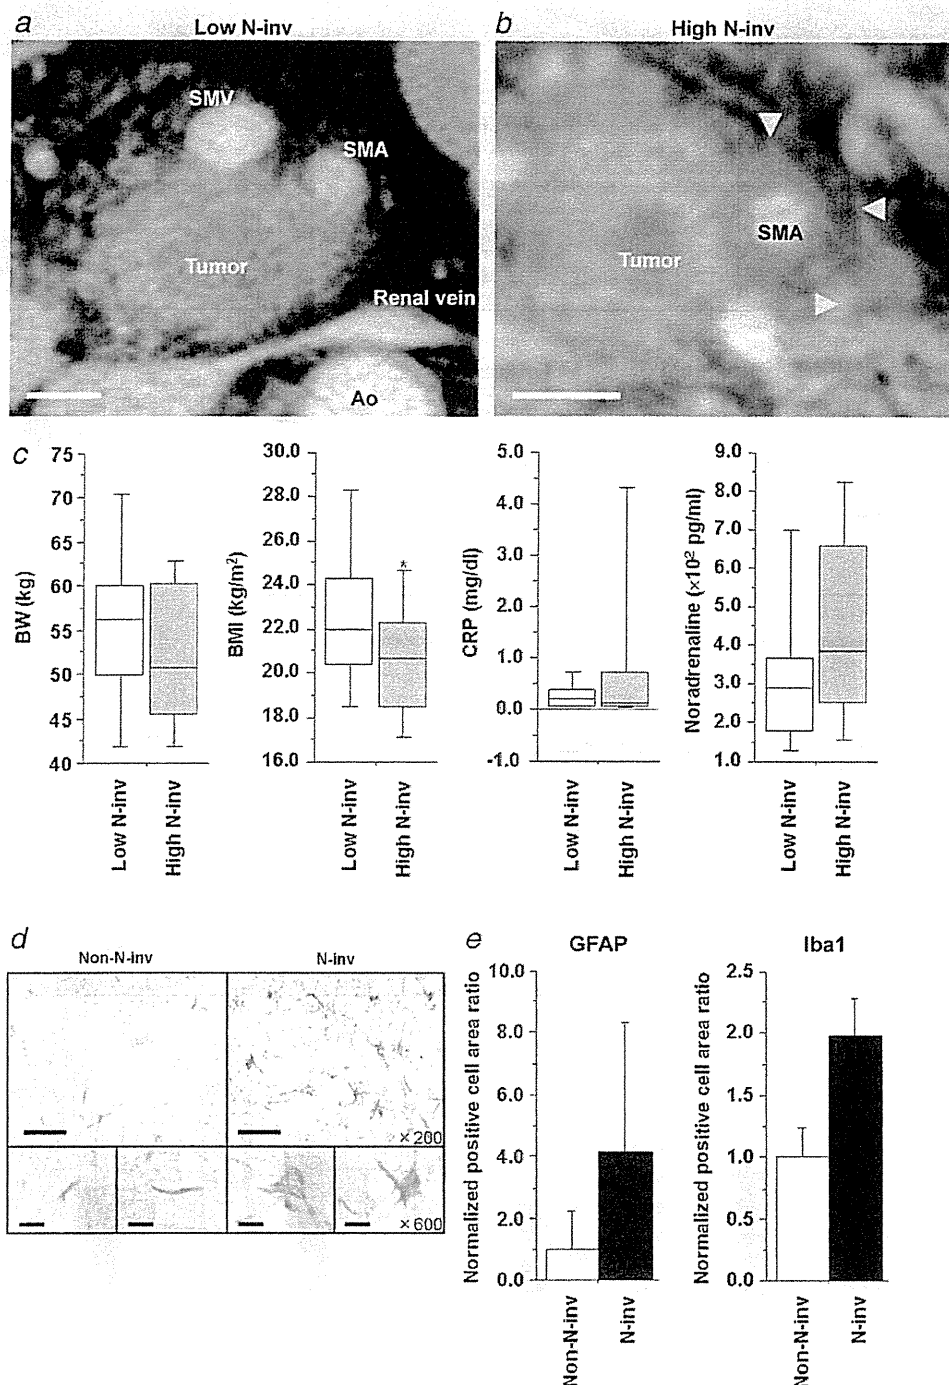 a
Low N-inv
High N-inv
SMV
SMA
Tumor
Renal vein
Ao
b
SMA
Tumor
c
75
70
65
60
55
50
45
40
BW (kg)
Low N-inv
High N-inv
30.0
28.0
26.0
24.0
22.0
20.0
18.0
16.0
BMI (kg/m²)
*
Low N-inv
High N-inv
5.0
4.0
3.0
2.0
1.0
0.0
-1.0
CRP (mg/dl)
Low N-inv
High N-inv
9.0
8.0
7.0
6.0
5.0
4.0
3.0
2.0
1.0
Noradrenaline (×10² pg/ml)
Low N-inv
High N-inv
d
Non-N-inv
N-inv
×200
×600
e
GFAP
10.0
8.0
6.0
4.0
2.0
0.0
Normalized positive cell area ratio
Non-N-inv
N-inv
Iba1
2.5
2.0
1.5
1.0
0.5
0.0
Normalized positive cell area ratio
Non-N-inv
N-inv